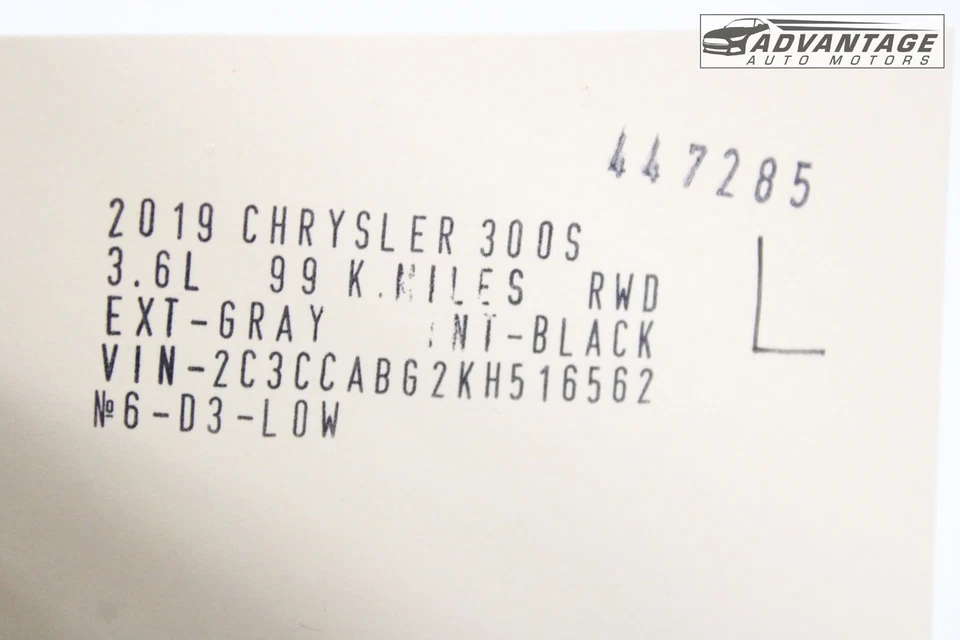 ADVANTAGE
AUTO MOTORS
447285
2019 CHRYSLER 300S
3.6L 99 K.MILES RWD
EXT-GRAY INT-BLACK
VIN-2C3CCABG2KH516562
№6-D3-LOW
L